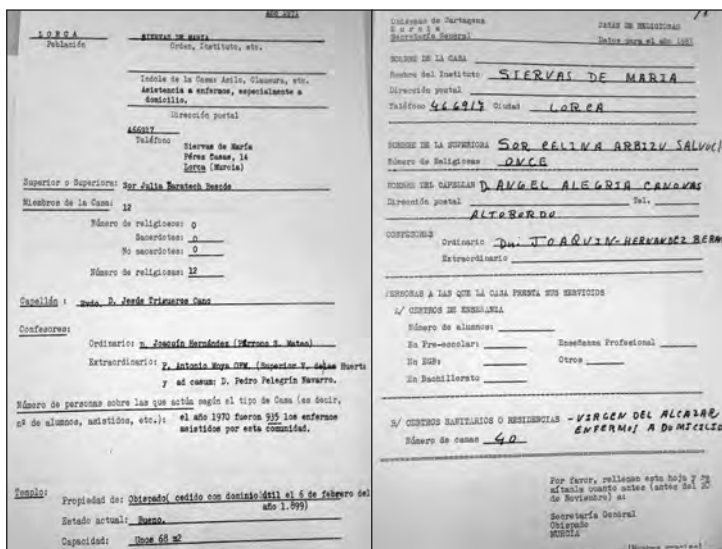 AÑO 1971
LORCA
SIERVAS DE MARIA
Población
Orden, Instituto, etc.
Indole de la Casa: Asilo, Clausura, etc.
Asistencia a enfermos, especialmente a
domicilio.
Dirección postal
466917
Teléfono
Siervas de María
Pérez Casas, 14
Lorca (Murcia)
Superior o Superiora: Sor Julia Baratech Bescós
Miembros de la Casa: 12
Número de religiosos: 0
Sacerdotes: 0
No sacerdotes: 0
Número de religiosas: 12
Capellán : Rvdo. D. Jesús Trigueros Cano
Confesores:
Ordinario: D. Joaquín Hernández (Párroco S. Mateo)
Extraordinario: P. Antonio Moya OFM. (Superior V. de las Huertas
y ad casum: D. Pedro Pelegrín Navarro.
Número de personas sobre las que actúa según el tipo de Casa (es decir,
nº de alumnos, asistidos, etc.): el año 1970 fueron 935 los enfermos
asistidos por esta comunidad.
Templo:
Propiedad de: Obispado( cedido con dominio útil el 6 de febrero del
año 1.899)
Estado actual: Bueno.
Capacidad: Unos 68 m2
Diócesis de Cartagena
Murcia
Secretaría General
CASAS DE RELIGIOSAS
Datos para el año
NOMBRE DE LA CASA
Nombre del Instituto SIERVAS DE MARIA
Dirección postal
Teléfono 466917 Ciudad LORCA
NOMBRE DE LA SUPERIORA SOR CELINA ARBIZU
Número de Religiosas ONCE
NOMBRE DEL CAPELLAN D. ANGEL ALEGRIA CANOVAS
Dirección postal Tel.
ALTOBORDO
CONFESORES
Ordinario Dn. JOAQUIN-HERNANDEZ
Extraordinario
PERSONAS A LAS QUE LA CASA PRESTA SUS SERVICIOS
A/ CENTROS DE ENSEÑANZA
Número de alumnos:
En Pre-escolar: Enseñanza Profesional
En EGB: Otros
En Bachillerato
B/ CENTROS SANITARIOS O RESIDENCIAS - VIRGEN DEL ALCAZAR
ENFERMOS A DOMICILIO
Número de camas 40
Por favor, rellenen esta hoja y
cuanto antes (antes del 20
de Noviembre) a:
Secretaría General
Obispado
MURCIA